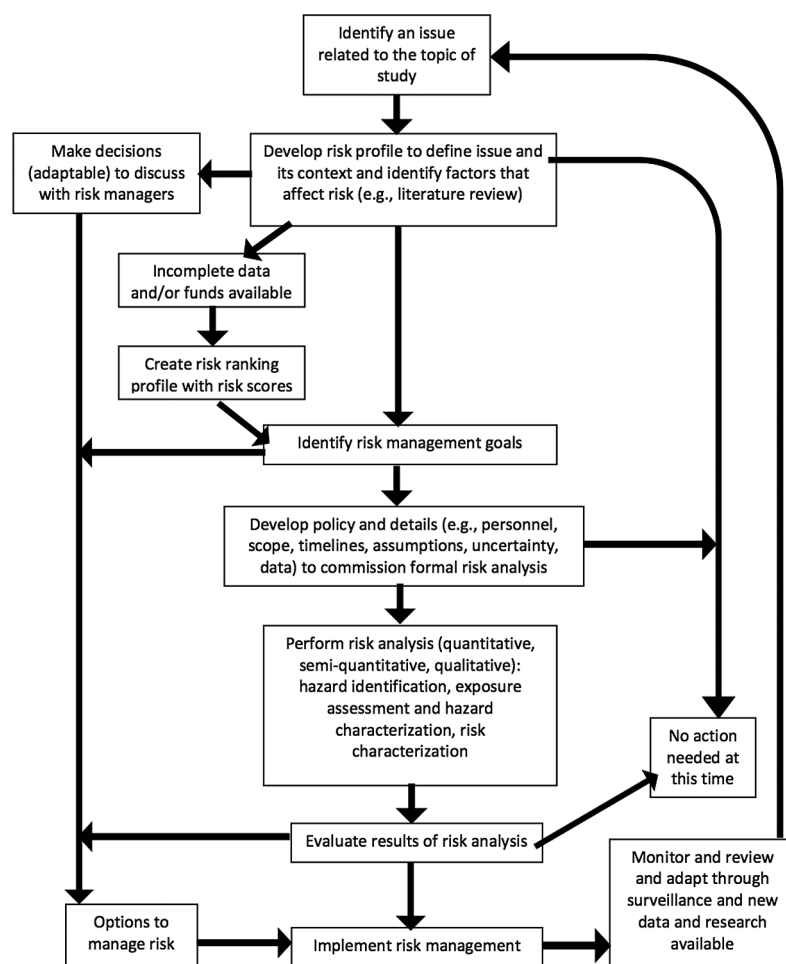 Identify an issue
related to the topic of
study
Make decisions
(adaptable) to discuss
with risk managers
Develop risk profile to define issue and
its context and identify factors that
affect risk (e.g., literature review)
Incomplete data
and/or funds available
Create risk ranking
profile with risk scores
Identify risk management goals
Develop policy and details (e.g., personnel,
scope, timelines, assumptions, uncertainty,
data) to commission formal risk analysis
Perform risk analysis (quantitative,
semi-quantitative, qualitative):
hazard identification, exposure
assessment and hazard
characterization, risk
characterization
No action
needed at
this time
Evaluate results of risk analysis
Monitor and review
and adapt through
surveillance and new
data and research
available
Options to
manage risk
Implement risk management